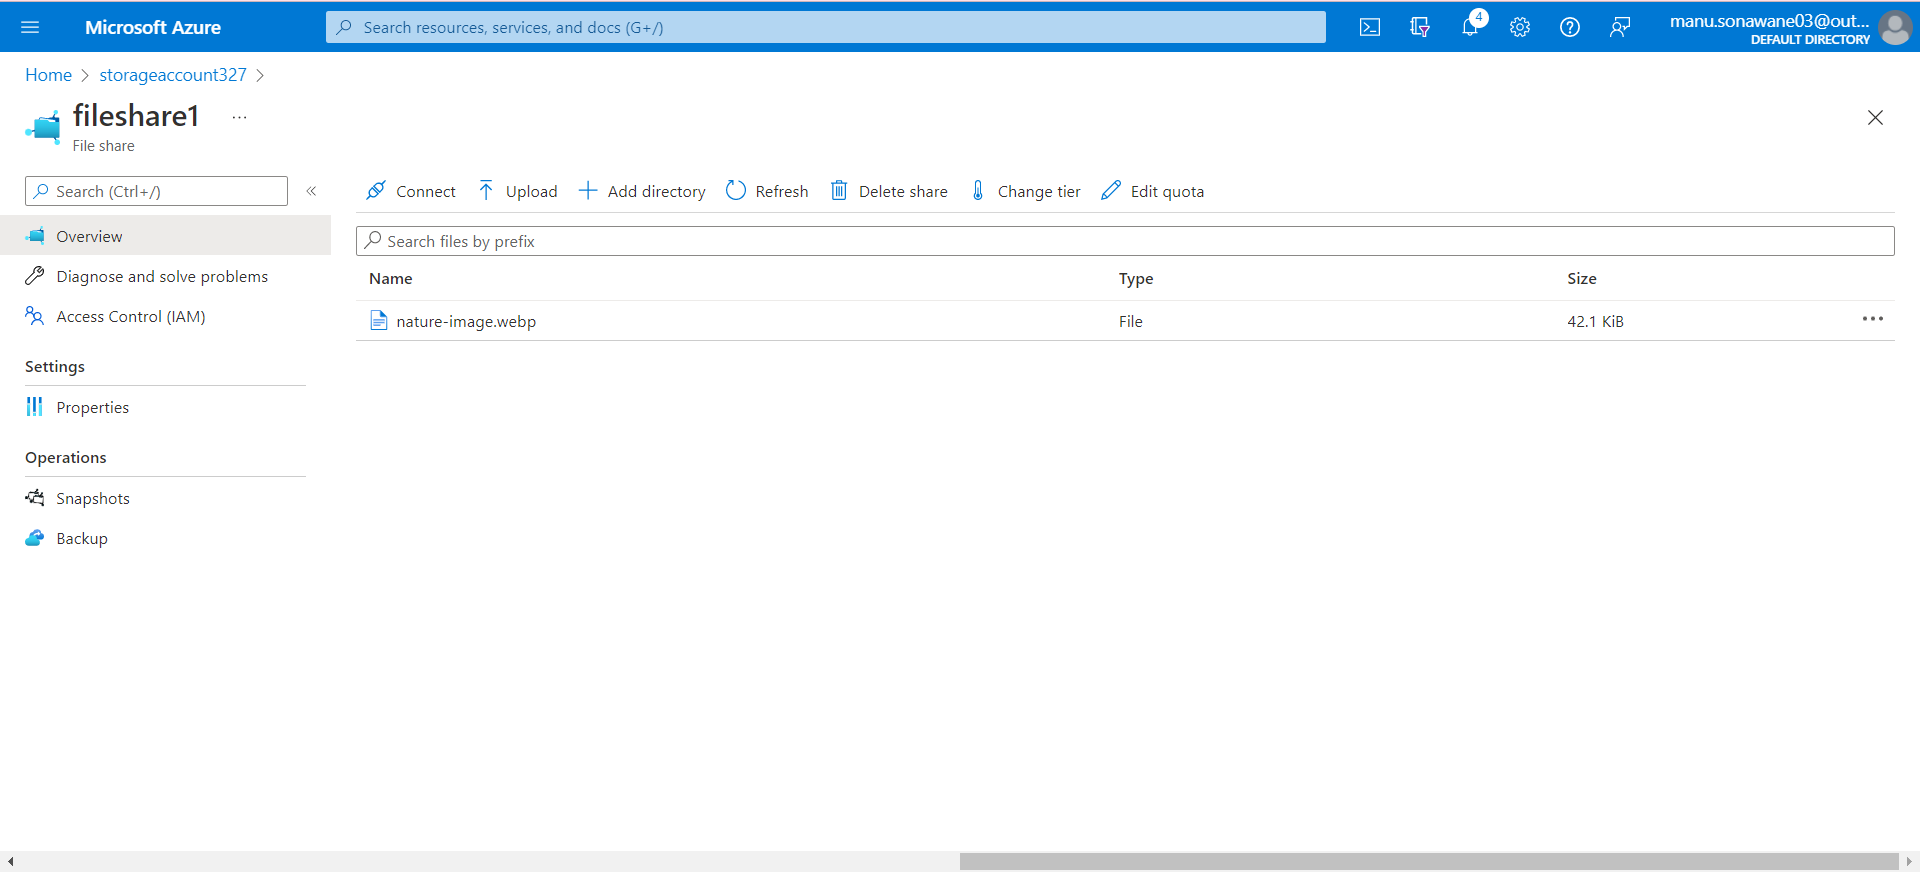 Microsoft Azure
Search resources, services, and docs (G+/)
4
manu.sonawane03@out...
DEFAULT DIRECTORY
Home > storageaccount327 >
fileshare1 ...
File share
Search (Ctrl+/)
«
Connect
Upload
Add directory
Refresh
Delete share
Change tier
Edit quota
Overview
Diagnose and solve problems
Access Control (IAM)
Settings
Properties
Operations
Snapshots
Backup
Search files by prefix
Name Type Size
nature-image.webp File 42.1 KiB ...